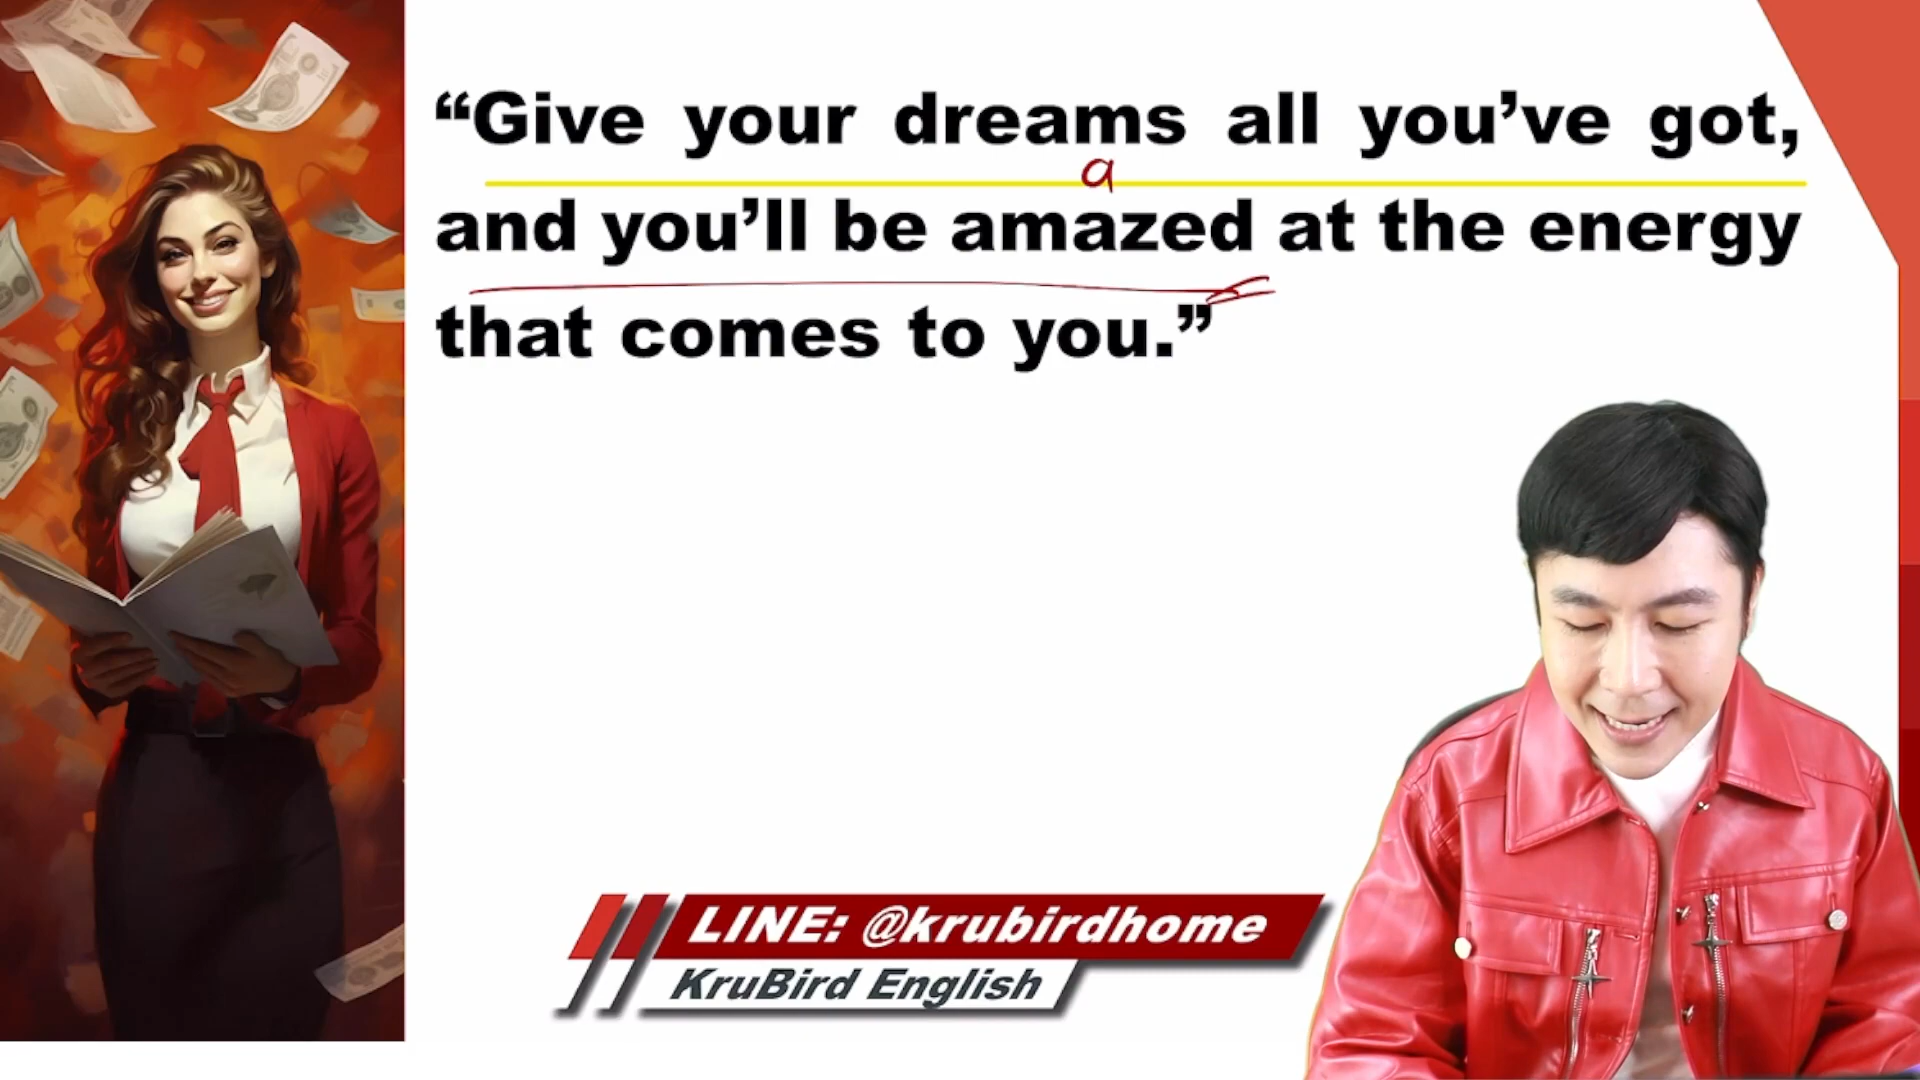 “Give your dreams all you’ve got,
a
and you’ll be amazed at the energy
that comes to you.”
LINE: @krubirdhome
KruBird English